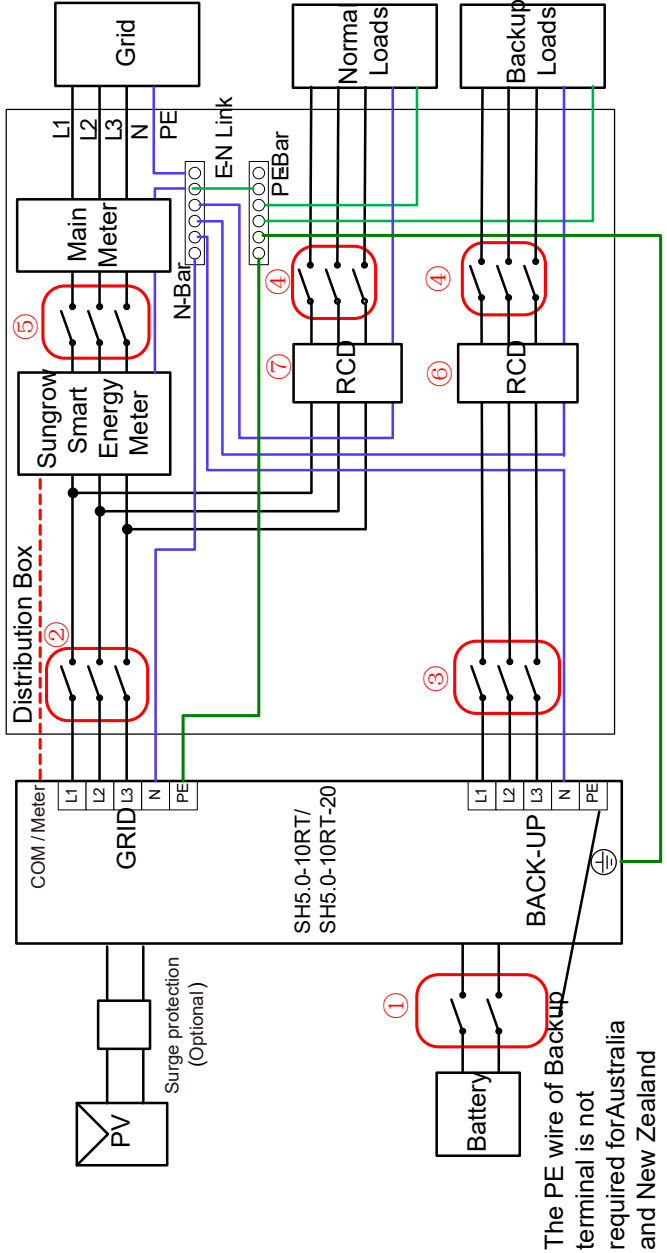 Grid
Normal
Loads
Backup
Loads
L1
L2
L3
N
PE
E-N Link
PE-Bar
N-Bar
Main
Meter
⑤
④
④
Sungrow
Smart
Energy
Meter
⑦
RCD
⑥
RCD
Distribution Box
②
③
COM / Meter
L1
L2
L3
N
PE
GRID
SH5.0-10RT/
SH5.0-10RT-20
BACK-UP
L1
L2
L3
N
PE
Surge protection
(Optional)
PV
①
Battery
The PE wire of Backup
terminal is not
required forAustralia
and New Zealand